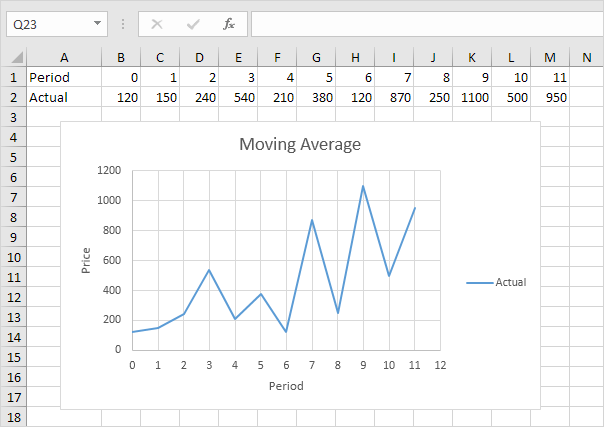 Q23 fx
A B C D E F G H I J K L M N
1 Period 0 1 2 3 4 5 6 7 8 9 10 11
2 Actual 120 150 240 540 210 380 120 870 250 1100 500 950
3
4
5
6
7
8
9
10
11
12
13
14
15
16
17
18
Moving Average
1200
1000
800
600
400
200
0
Price
0 1 2 3 4 5 6 7 8 9 10 11 12
Period
Actual